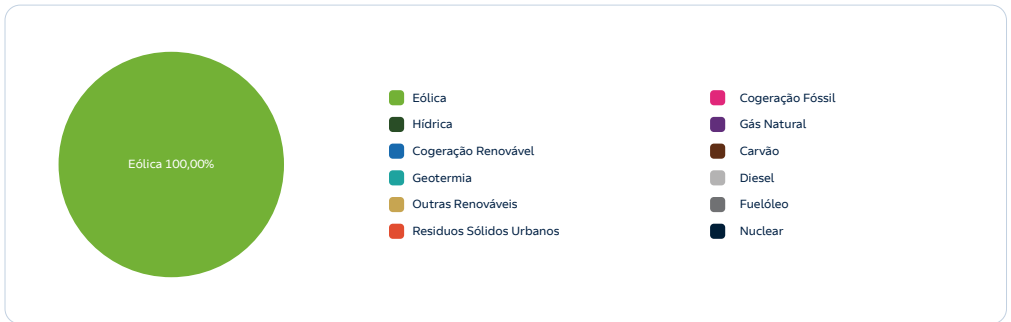 Eólica 100,00%
Eólica
Hídrica
Cogeração Renovável
Geotermia
Outras Renováveis
Residuos Sólidos Urbanos
Cogeração Fóssil
Gás Natural
Carvão
Diesel
Fuelóleo
Nuclear